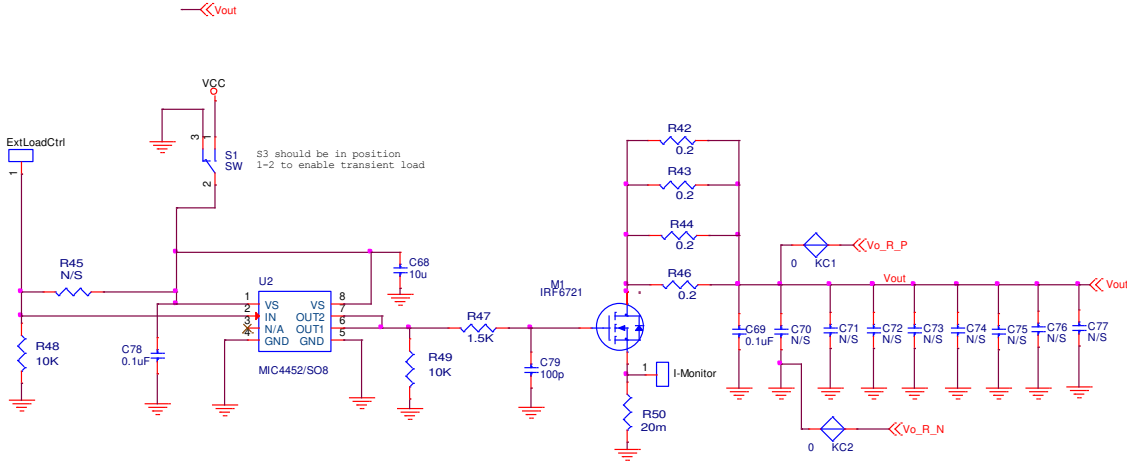 Vout
VCC
ExtLoadCtrl
1
3
1
S1
SW
2
S3 should be in position
1-2 to enable transient load
R42
0.2
R43
0.2
R44
0.2
R46
0.2
0 KC1
Vo_R_P
Vout
Vout
R45
N/S
C68
10u
U2
1 VS VS 8
2 IN OUT2 7
3 N/A OUT1 6
4 GND GND 5
MIC4452/SO8
M1
IRF6721
R47
1.5K
R48
10K
C78
0.1uF
R49
10K
C79
100p
1
I-Monitor
R50
20m
C69
0.1uF
C70
N/S
C71
N/S
C72
N/S
C73
N/S
C74
N/S
C75
N/S
C76
N/S
C77
N/S
0 KC2
Vo_R_N